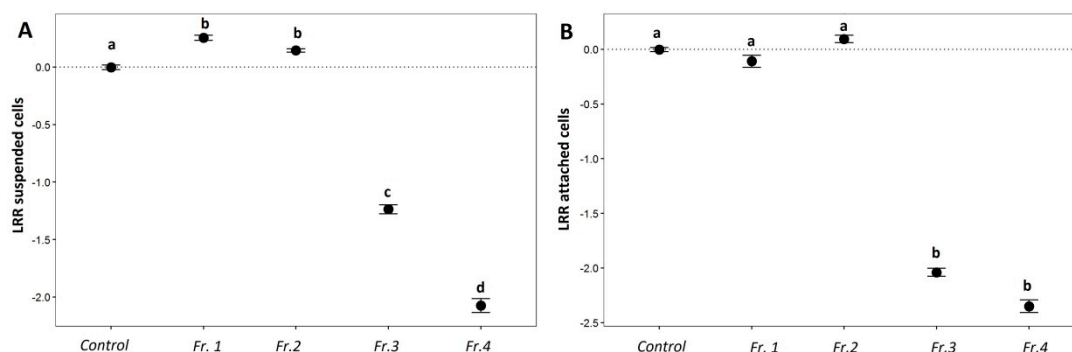 A
LRR suspended cells
0.0
-0.5
-1.0
-1.5
-2.0
a
b
b
c
d
Control
Fr. 1
Fr.2
Fr.3
Fr.4
B
LRR attached cells
0.0
-0.5
-1.0
-1.5
-2.0
-2.5
a
a
a
b
b
Control
Fr. 1
Fr.2
Fr.3
Fr.4